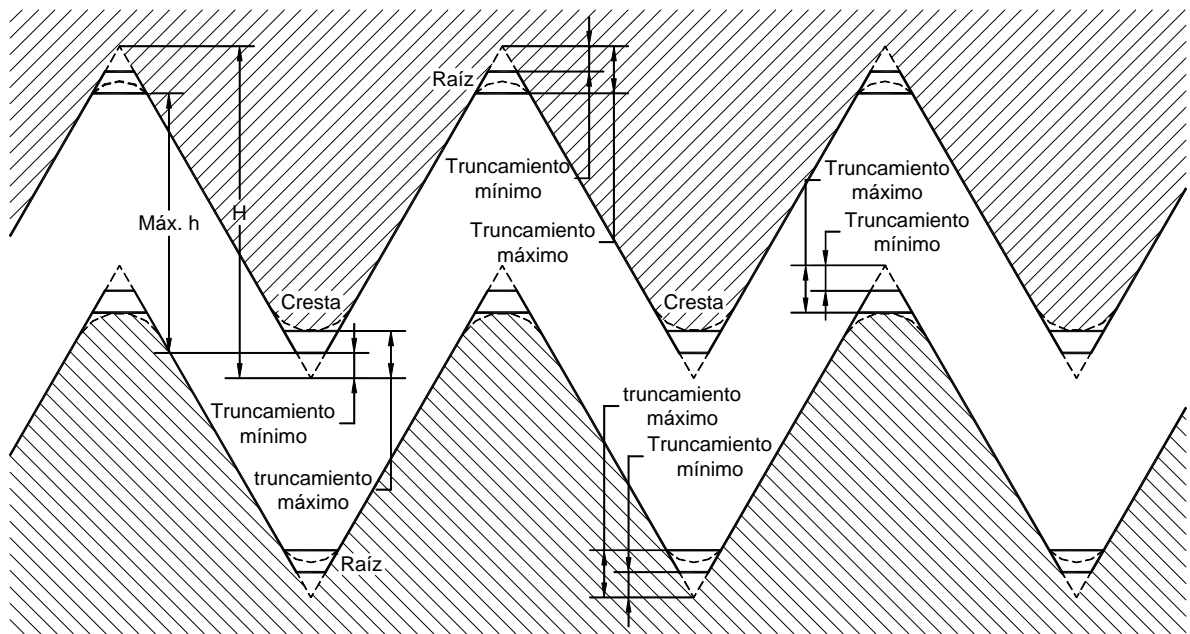 Raíz
Truncamiento
mínimo
Truncamiento
máximo
H
Máx. h
Truncamiento
máximo
Truncamiento
mínimo
Cresta
Cresta
Truncamiento
mínimo
truncamiento
máximo
truncamiento
máximo
Truncamiento
mínimo
Raíz